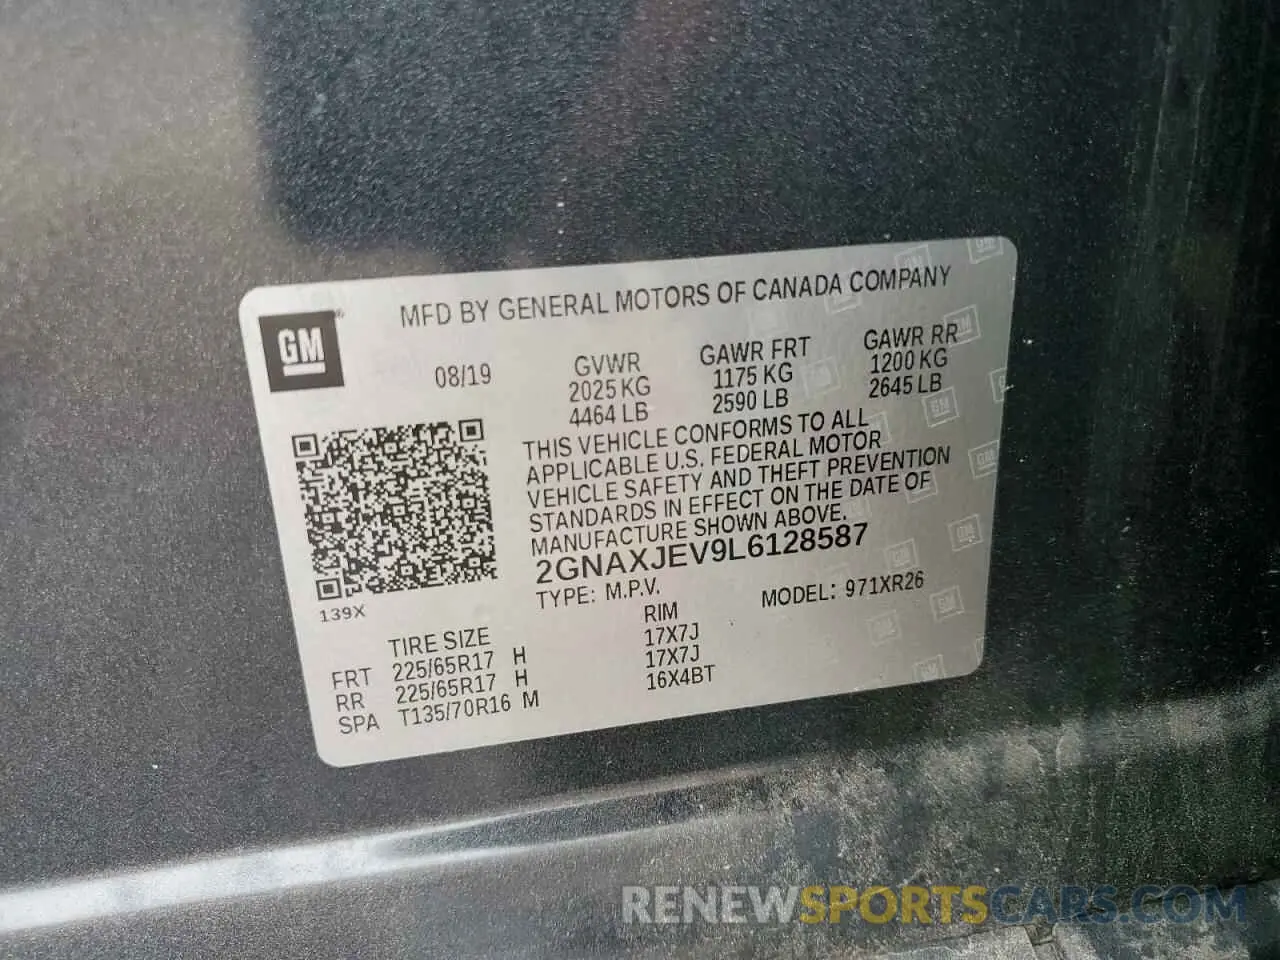 MFD BY GENERAL MOTORS OF CANADA COMPANY
GM
08/19
GVWR
2025 KG
4464 LB
GAWR FRT
1175 KG
2590 LB
GAWR RR
1200 KG
2645 LB
THIS VEHICLE CONFORMS TO ALL
APPLICABLE U.S. FEDERAL MOTOR
VEHICLE SAFETY AND THEFT PREVENTION
STANDARDS IN EFFECT ON THE DATE OF
MANUFACTURE SHOWN ABOVE.
2GNAXJEV9L6128587
TYPE: M.P.V.
MODEL: 971XR26
139X
TIRE SIZE RIM
FRT 225/65R17 H 17X7J
RR 225/65R17 H 17X7J
SPA T135/70R16 M 16X4BT
RENEWSPORTSCARS.COM